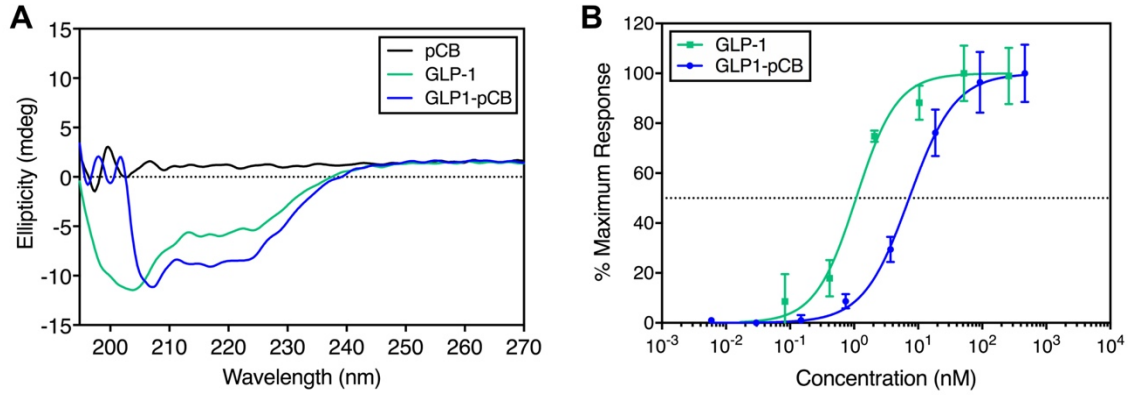 A
15
10
5
0
-5
-10
-15
200 210 220 230 240 250 260 270
Ellipticity (mdeg)
Wavelength (nm)
pCB
GLP-1
GLP1-pCB
B
120
100
80
60
40
20
0
10-3 10-2 10-1 100 101 102 103 104
% Maximum Response
Concentration (nM)
GLP-1
GLP1-pCB